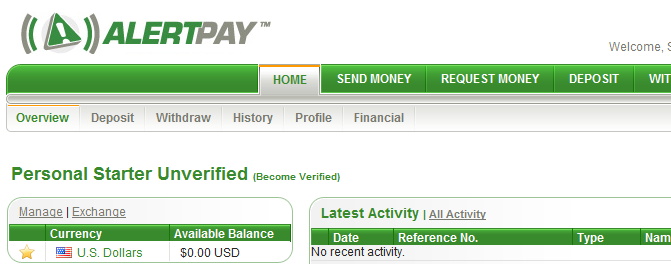 ALERTPAY™
Welcome, S
HOME SEND MONEY REQUEST MONEY DEPOSIT WIT
Overview Deposit Withdraw History Profile Financial
Personal Starter Unverified (Become Verified)
Manage | Exchange
Currency Available Balance
U.S. Dollars $0.00 USD
Latest Activity | All Activity
Date Reference No. Type Nam
No recent activity.